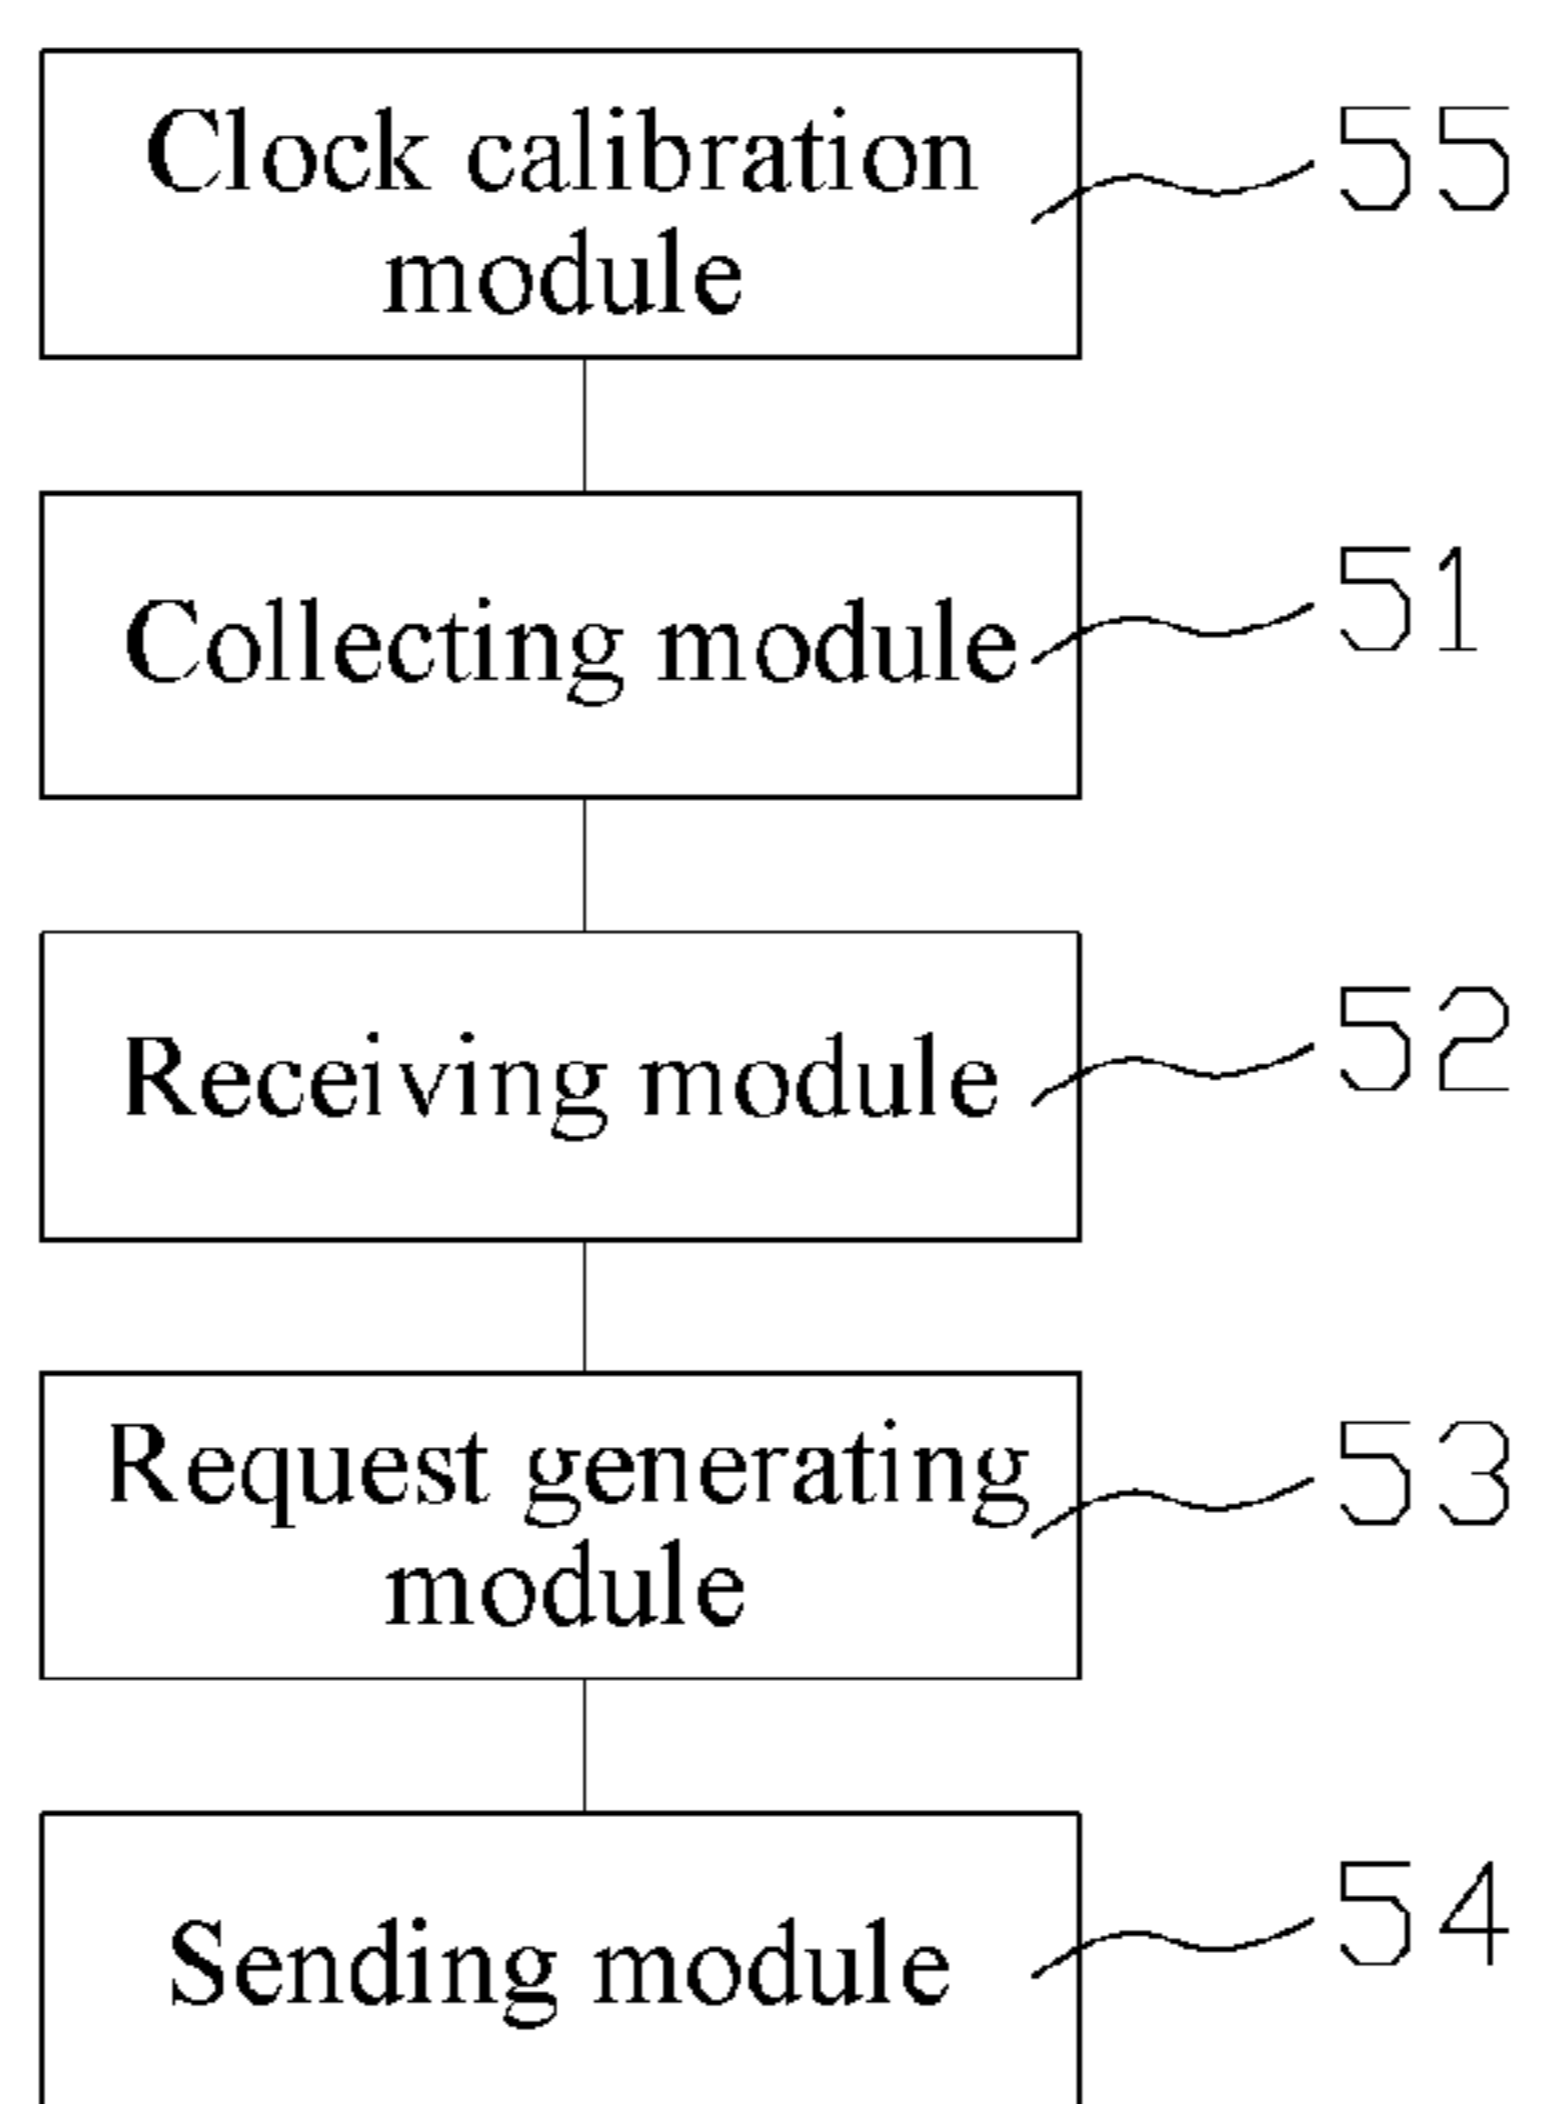 Clock calibration
module
55
Collecting module
51
Receiving module
52
Request generating
module
53
Sending module
54